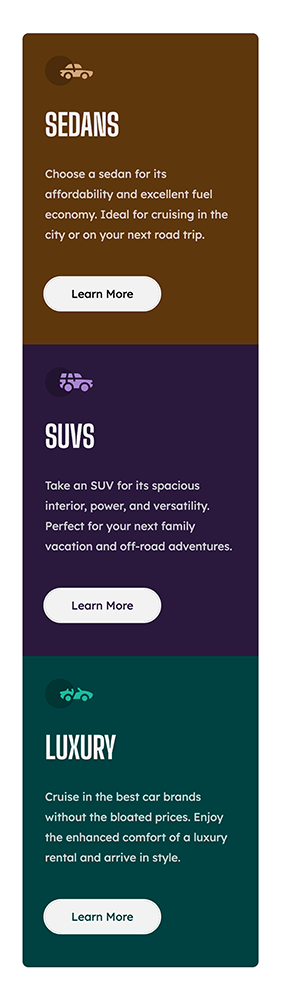 SEDANS
Choose a sedan for its
affordability and excellent fuel
economy. Ideal for cruising in the
city or on your next road trip.
Learn More
SUVS
Take an SUV for its spacious
interior, power, and versatility.
Perfect for your next family
vacation and off-road adventures.
Learn More
LUXURY
Cruise in the best car brands
without the bloated prices. Enjoy
the enhanced comfort of a luxury
rental and arrive in style.
Learn More